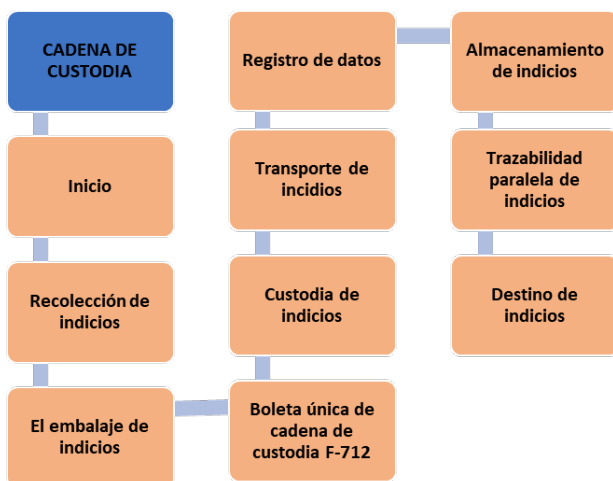 CADENA DE
CUSTODIA
Inicio
Recolección de
indicios
El embalaje de
indicios
Boleta única de
cadena de
custodia F-712
Custodia de
indicios
Transporte de
incidios
Registro de datos
Almacenamiento
de indicios
Trazabilidad
paralela de
indicios
Destino de
indicios